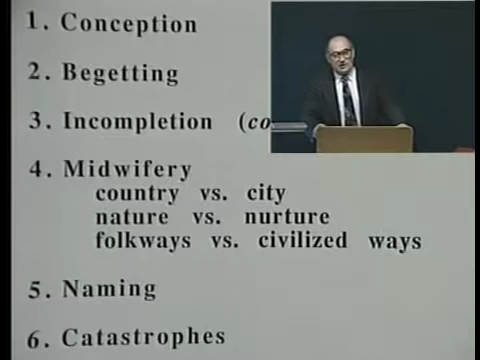 1. Conception
2. Begetting
3. Incompletion (co
4. Midwifery
country vs. city
nature vs. nurture
folkways vs. civilized ways
5. Naming
6. Catastrophes